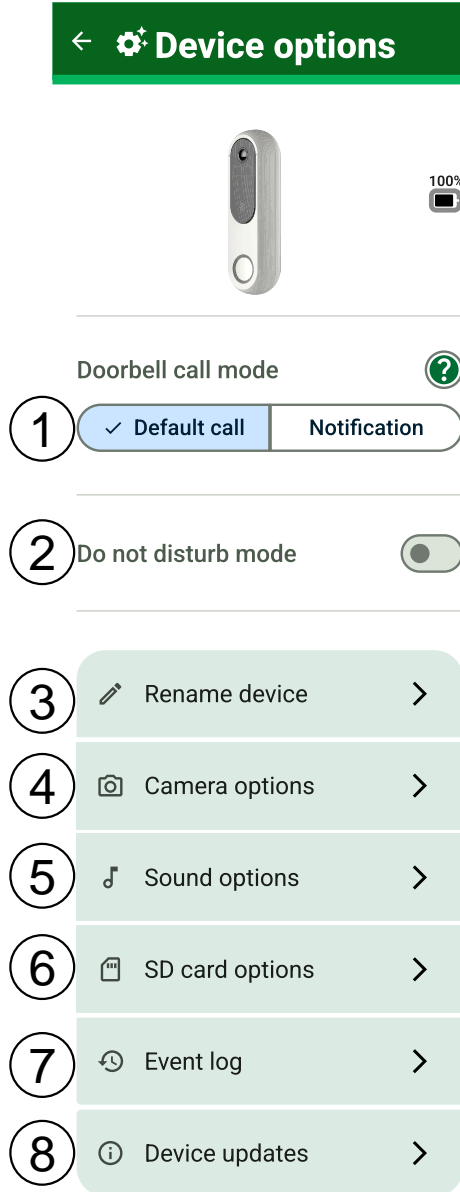 Device options
100%
Doorbell call mode
?
1
Default call
Notification
2
Do not disturb mode
3
Rename device
4
Camera options
5
Sound options
6
SD card options
7
Event log
8
Device updates